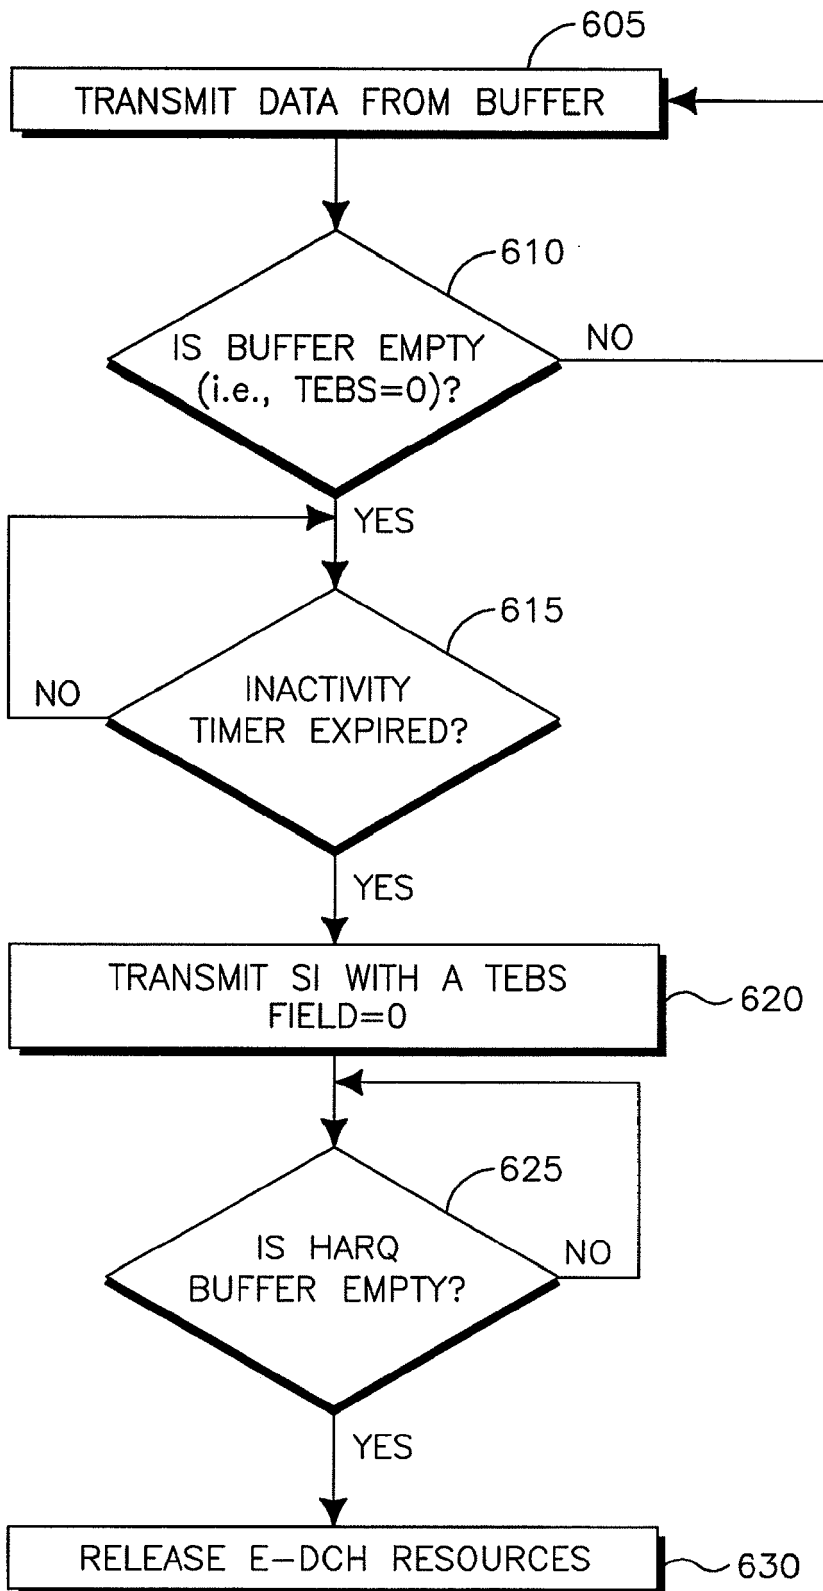 605
TRANSMIT DATA FROM BUFFER
610
IS BUFFER EMPTY
(i.e., TEBS=0)?
NO
YES
615
INACTIVITY
TIMER EXPIRED?
NO
YES
TRANSMIT SI WITH A TEBS
FIELD=0
620
625
IS HARQ
BUFFER EMPTY?
NO
YES
RELEASE E-DCH RESOURCES
630